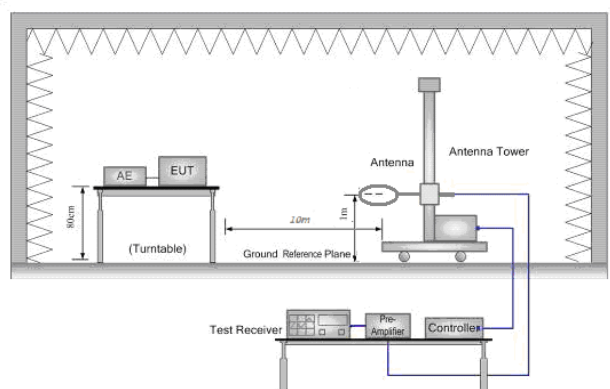 Antenna Tower
Antenna
AE
EUT
80cm
(Turntable)
10m
1m
Ground Reference Plane
Test Receiver
Pre-
Amplifier
Controller